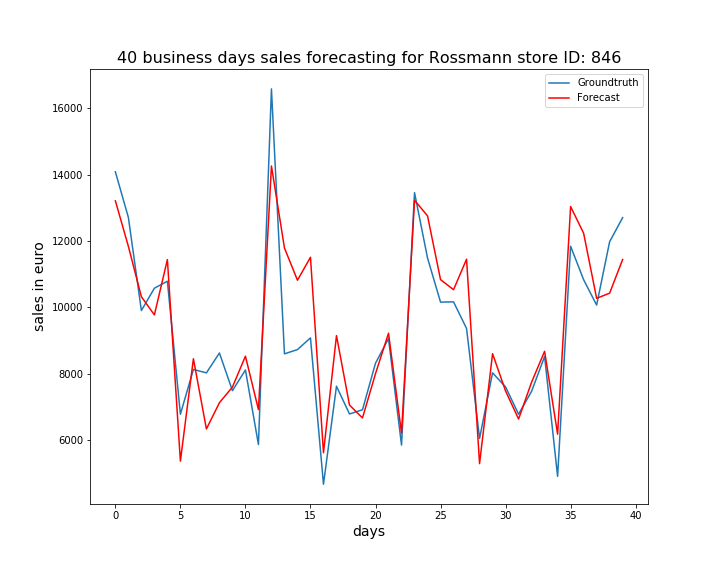 40 business days sales forecasting for Rossmann store ID: 846
Groundtruth
Forecast
16000
14000
12000
10000
8000
6000
sales in euro
0 5 10 15 20 25 30 35 40
days